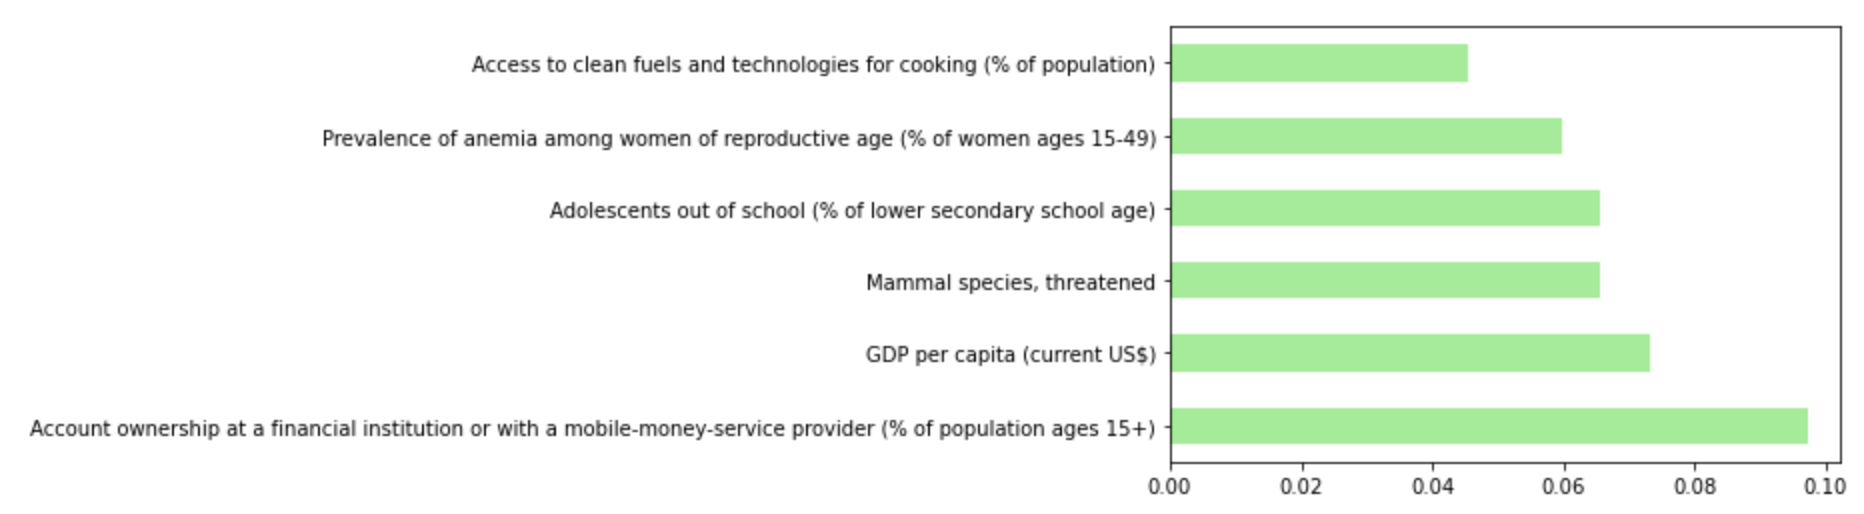 Access to clean fuels and technologies for cooking (% of population)
Prevalence of anemia among women of reproductive age (% of women ages 15-49)
Adolescents out of school (% of lower secondary school age)
Mammal species, threatened
GDP per capita (current US$)
Account ownership at a financial institution or with a mobile-money-service provider (% of population ages 15+)
0.00 0.02 0.04 0.06 0.08 0.10